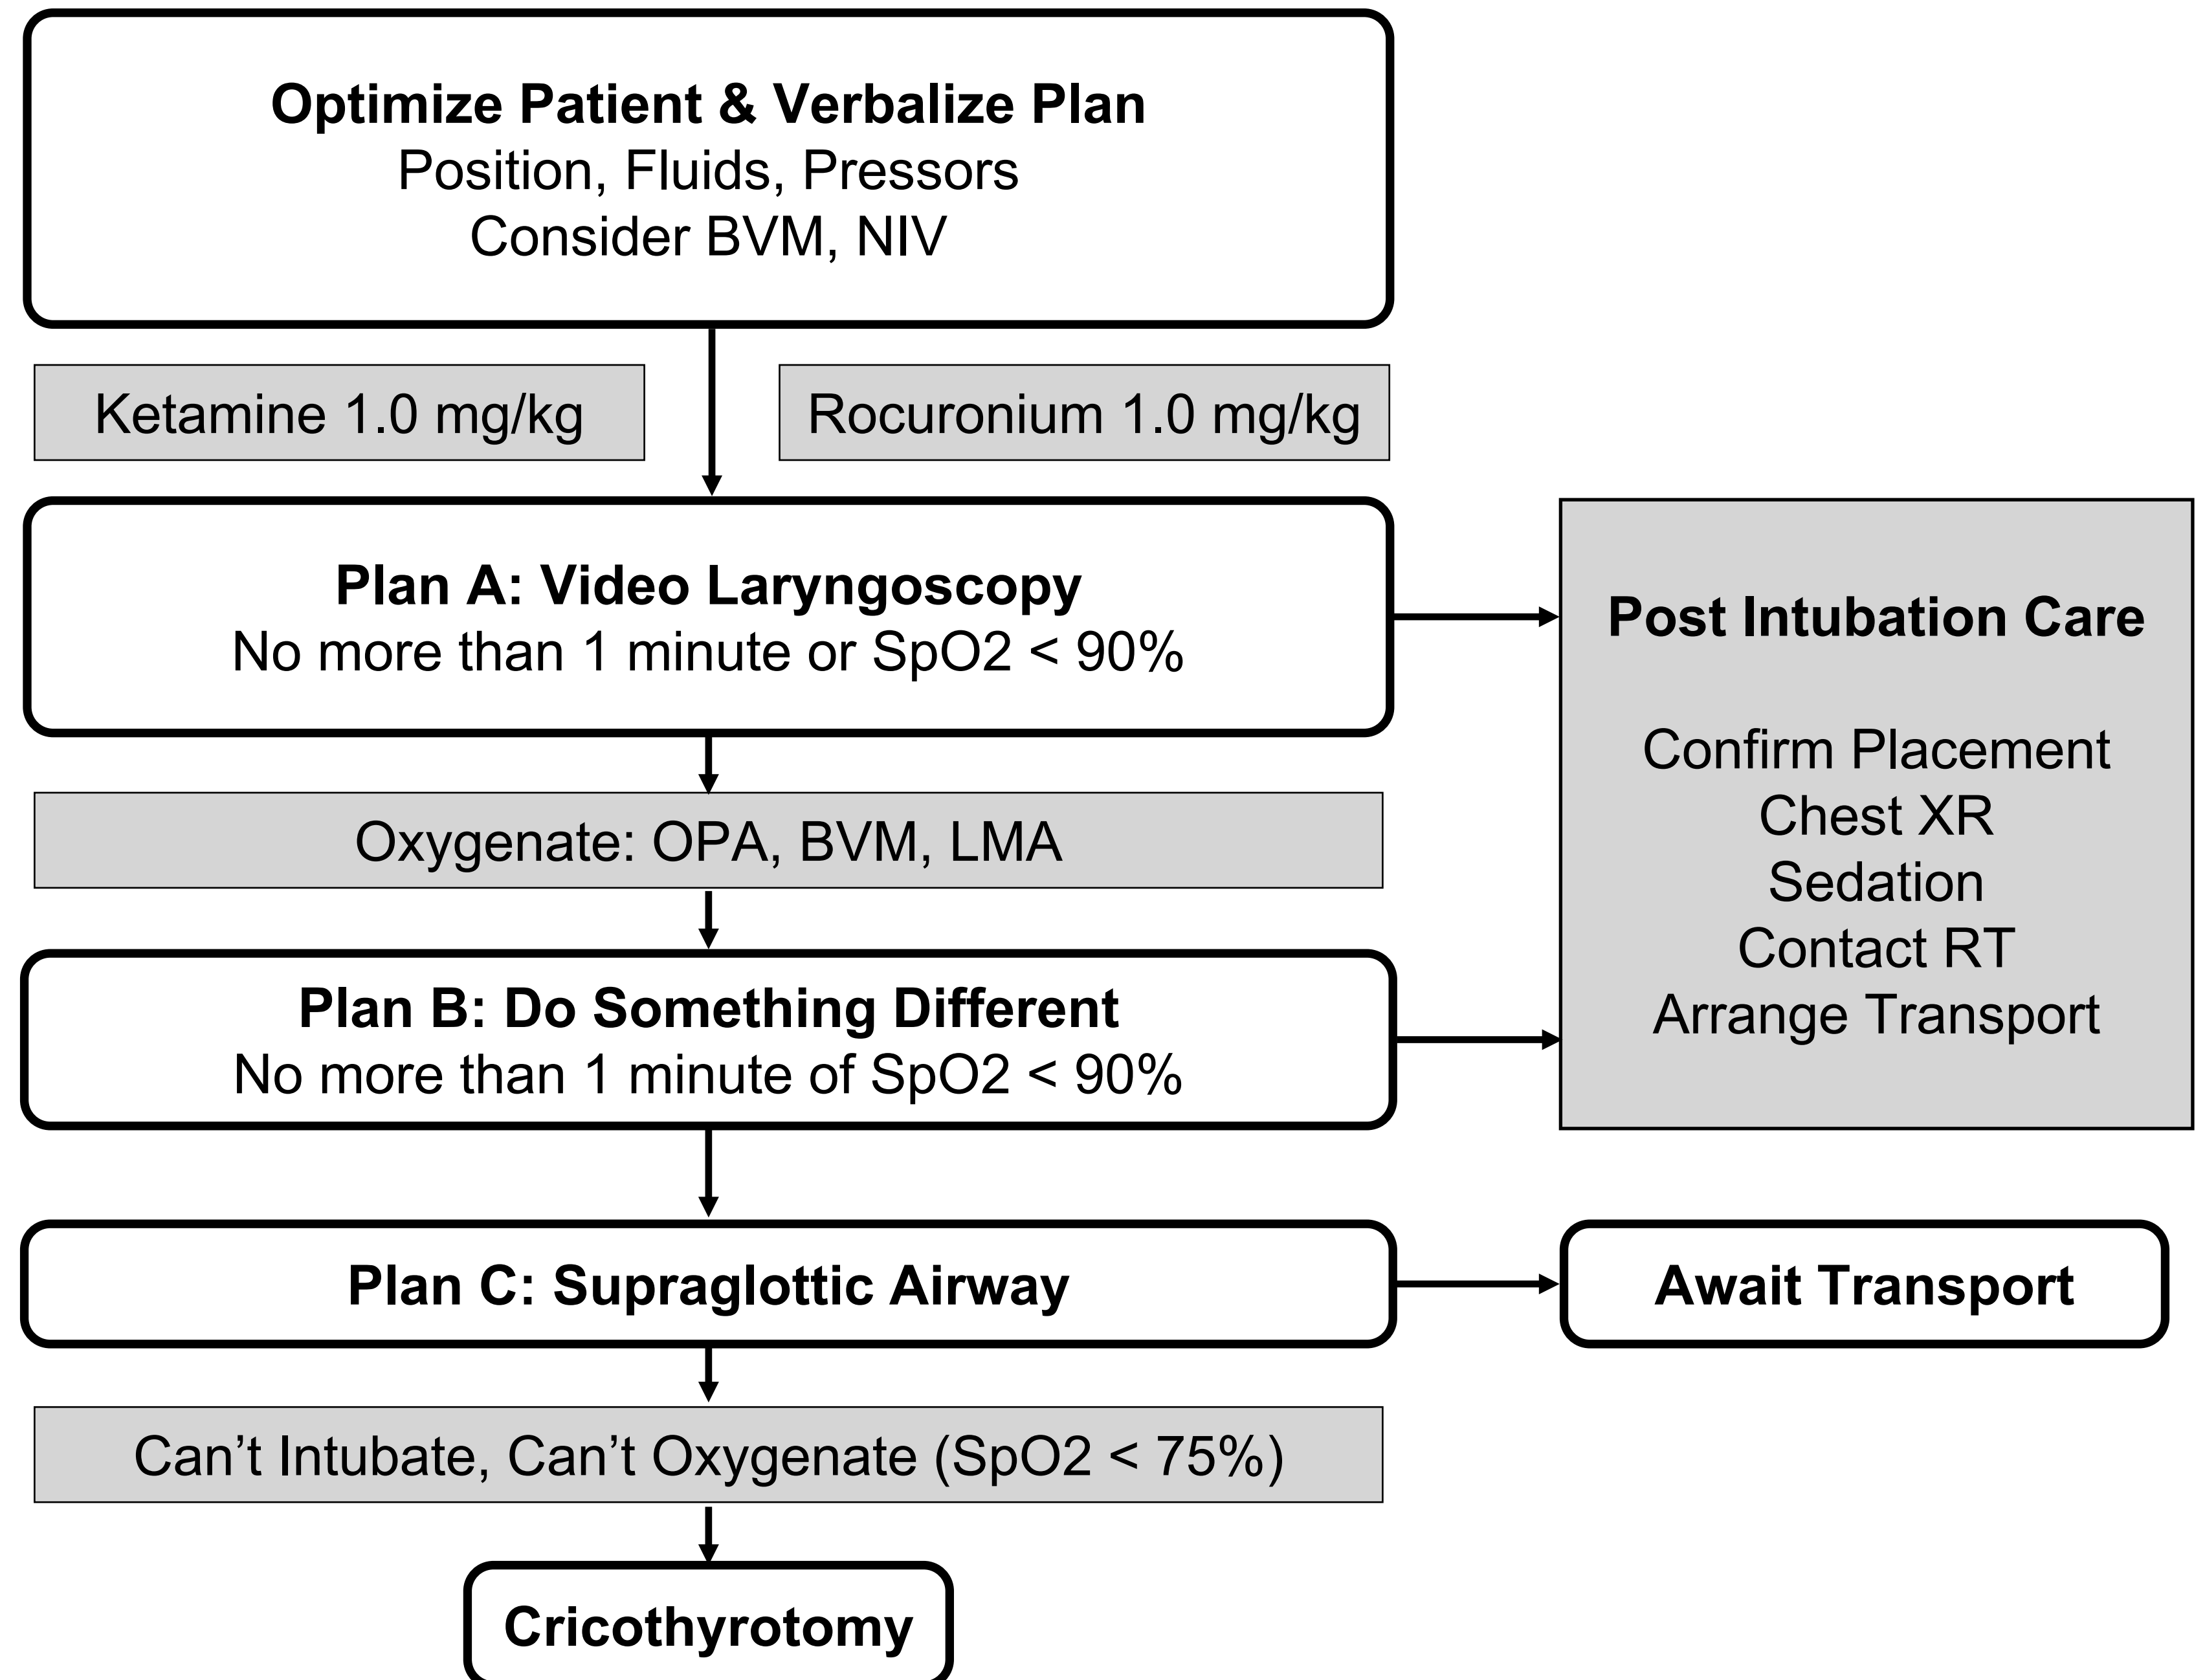 Optimize Patient & Verbalize Plan
Position, Fluids, Pressors
Consider BVM, NIV
Ketamine 1.0 mg/kg
Rocuronium 1.0 mg/kg
Plan A: Video Laryngoscopy
No more than 1 minute or SpO2 < 90%
Post Intubation Care
Confirm Placement
Chest XR
Sedation
Contact RT
Arrange Transport
Oxygenate: OPA, BVM, LMA
Plan B: Do Something Different
No more than 1 minute of SpO2 < 90%
Plan C: Supraglottic Airway
Await Transport
Can’t Intubate, Can’t Oxygenate (SpO2 < 75%)
Cricothyrotomy